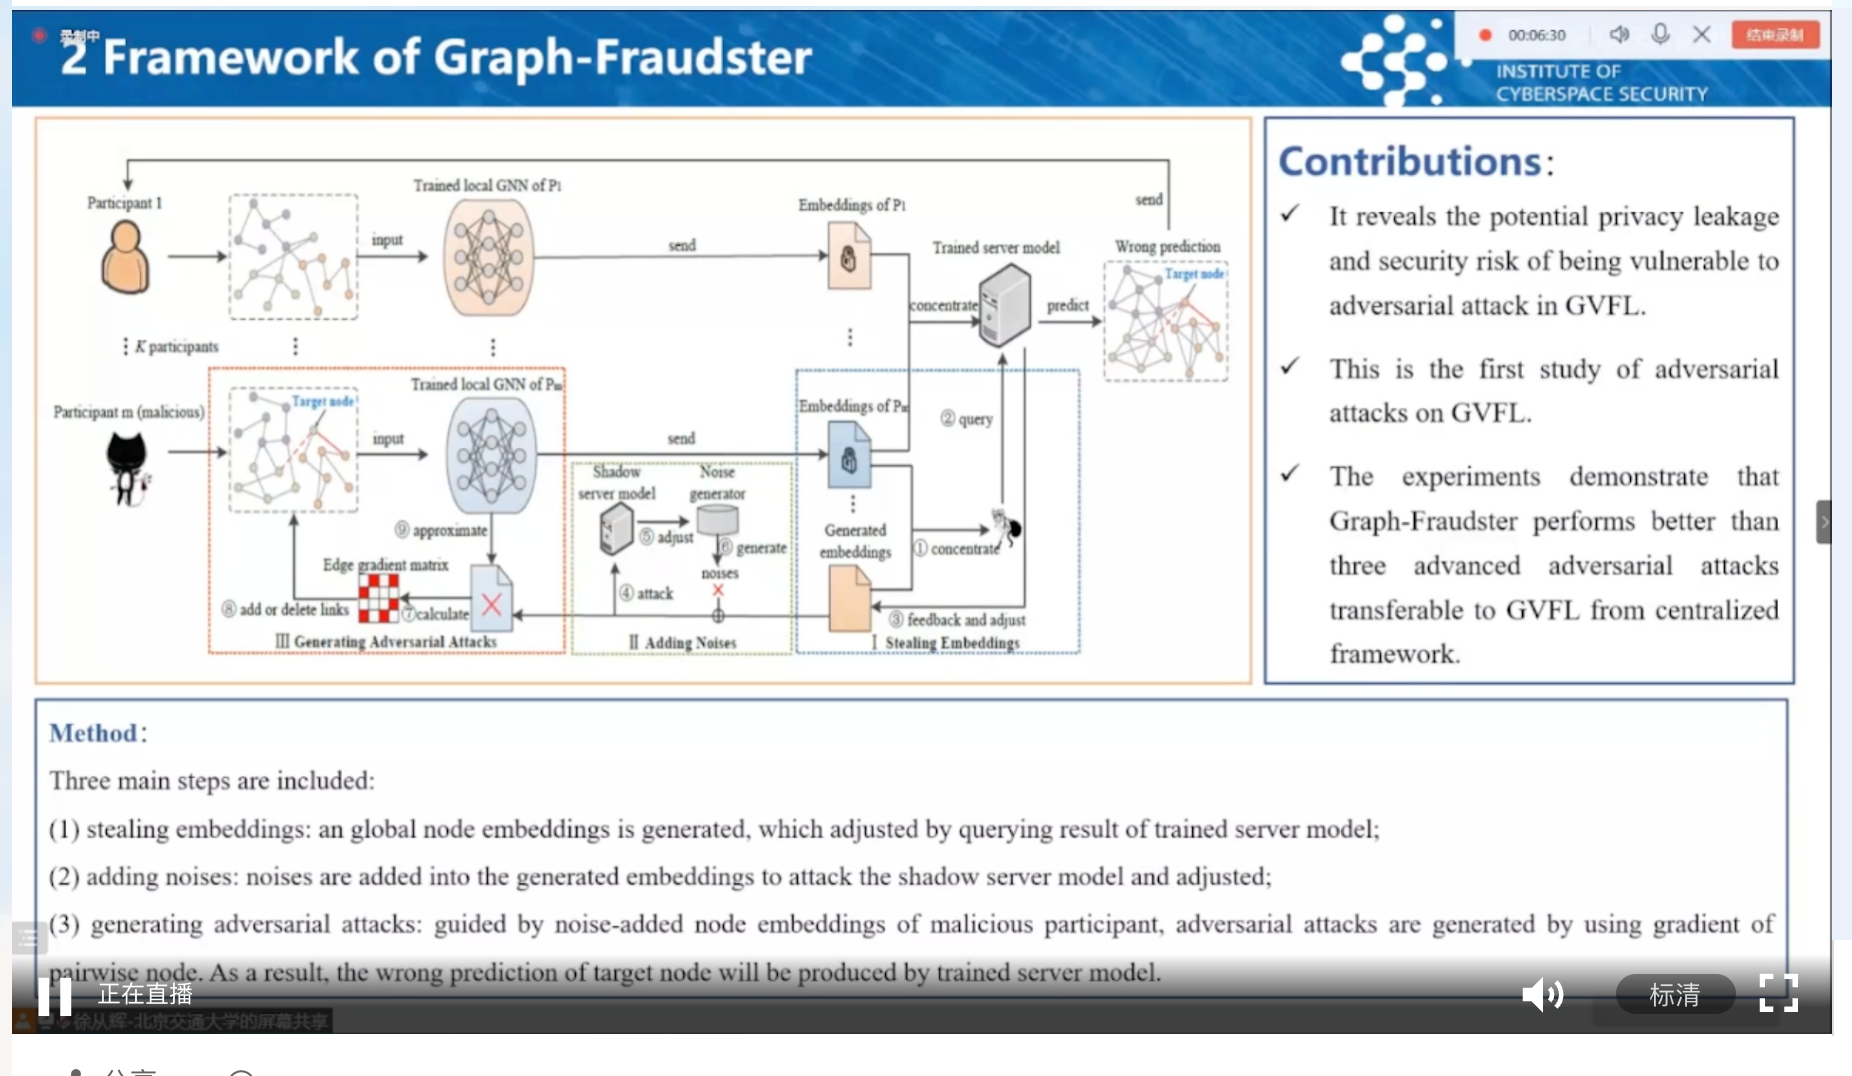 录制中
2 Framework of Graph-Fraudster
00:06:30
结束录制
INSTITUTE OF
CYBERSPACE SECURITY
Participant 1
Trained local GNN of P1
input
send
Embeddings of P1
Trained server model
concentrate
predict
send
Wrong prediction
Target node
K participants
Participant m (malicious)
Target node
input
Trained local GNN of Pm
send
Embeddings of Pm
② query
Shadow
server model
Noise
generator
⑤ adjust
⑥ generate
noises
④ attack
Generated
embeddings
① concentrate
③ feedback and adjust
⑨ approximate
Edge gradient matrix
⑧ add or delete links
⑦ calculate
III Generating Adversarial Attacks
II Adding Noises
I Stealing Embeddings
Contributions:
✓ It reveals the potential privacy leakage
and security risk of being vulnerable to
adversarial attack in GVFL.
✓ This is the first study of adversarial
attacks on GVFL.
✓ The experiments demonstrate that
Graph-Fraudster performs better than
three advanced adversarial attacks
transferable to GVFL from centralized
framework.
Method:
Three main steps are included:
(1) stealing embeddings: an global node embeddings is generated, which adjusted by querying result of trained server model;
(2) adding noises: noises are added into the generated embeddings to attack the shadow server model and adjusted;
(3) generating adversarial attacks: guided by noise-added node embeddings of malicious participant, adversarial attacks are generated by using gradient of
pairwise node. As a result, the wrong prediction of target node will be produced by trained server model.
正在直播
标清
徐从辉-北京交通大学的屏幕共享